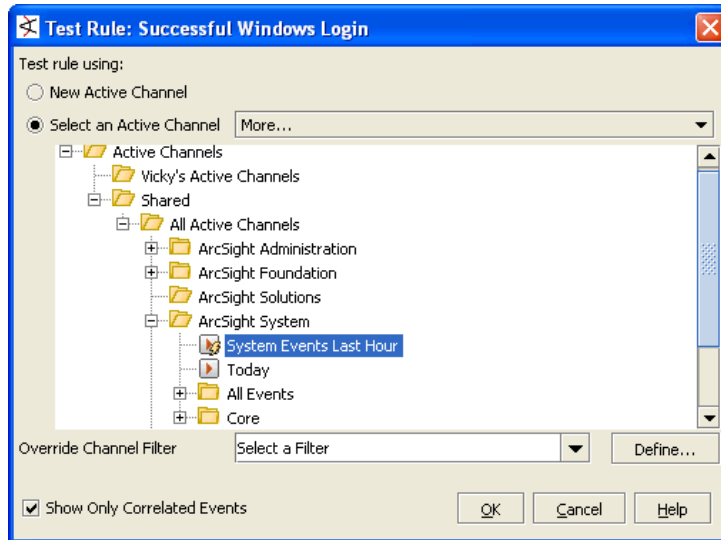 Test Rule: Successful Windows Login
Test rule using:
New Active Channel
Select an Active Channel More...
Active Channels
Vicky's Active Channels
Shared
All Active Channels
ArcSight Administration
ArcSight Foundation
ArcSight Solutions
ArcSight System
System Events Last Hour
Today
All Events
Core
Override Channel Filter Select a Filter Define...
Show Only Correlated Events OK Cancel Help